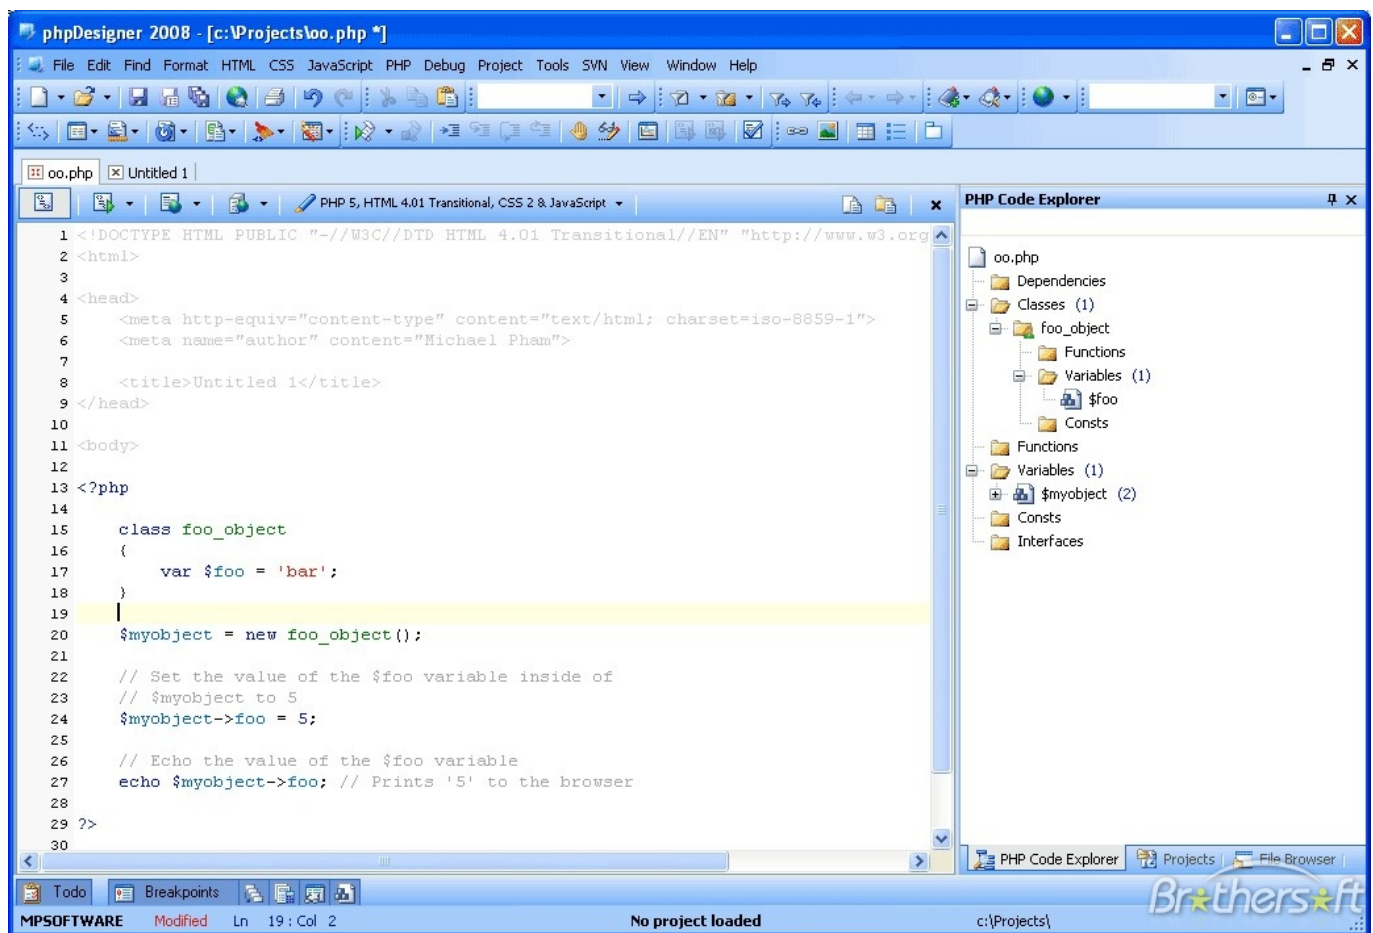 phpDesigner 2008 - [c:\Projects\oo.php *]
File Edit Find Format HTML CSS JavaScript PHP Debug Project Tools SVN View Window Help
oo.php Untitled 1
PHP 5, HTML 4.01 Transitional, CSS 2 & JavaScript
1 <!DOCTYPE HTML PUBLIC "-//W3C//DTD HTML 4.01 Transitional//EN" "http://www.w3.org
2 <html>
3
4 <head>
5 <meta http-equiv="content-type" content="text/html; charset=iso-8859-1">
6 <meta name="author" content="Michael Pham">
7
8 <title>Untitled 1</title>
9 </head>
10
11 <body>
12
13 <?php
14
15 class foo_object
16 {
17 var $foo = 'bar';
18 }
19
20 $myobject = new foo_object();
21
22 // Set the value of the $foo variable inside of
23 // $myobject to 5
24 $myobject->foo = 5;
25
26 // Echo the value of the $foo variable
27 echo $myobject->foo; // Prints '5' to the browser
28
29 ?>
30
PHP Code Explorer
oo.php
Dependencies
Classes (1)
foo_object
Functions
Variables (1)
$foo
Consts
Functions
Variables (1)
$myobject (2)
Consts
Interfaces
PHP Code Explorer Projects File Browser
Todo Breakpoints
Brothersoft
MPSOFTWARE Modified Ln 19 : Col 2 No project loaded c:\Projects\